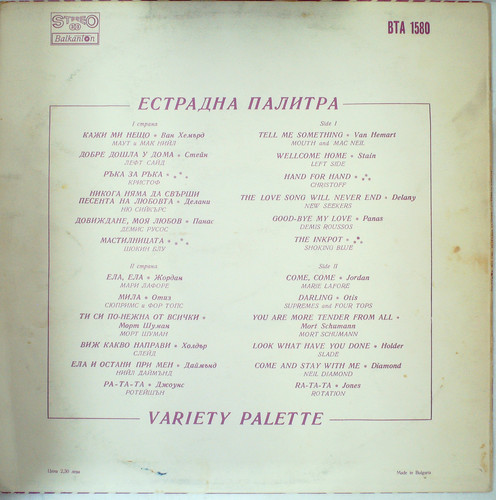 STEREO
Balkanton
ВТА 1580
ЕСТРАДНА ПАЛИТРА
I страна
КАЖИ МИ НЕЩО • Ван Хемърд
МАУТ и МАК НИЙЛ
ДОБРЕ ДОШЛА У ДОМА • Стейн
ЛЕФТ САЙД
РЪКА ЗА РЪКА • ***
КРИСТОФ
НИКОГА НЯМА ДА СВЪРШИ
ПЕСЕНТА НА ЛЮБОВТА • Делани
НЮ СИЙКЪРС
ДОВИЖДАНЕ, МОЯ ЛЮБОВ • Панас
ДЕМИС РУСОС
МАСТИЛНИЦАТА • ***
ШОКИН БЛУ
II страна
ЕЛА, ЕЛА • Жордан
МАРИ ЛАФОРЕ
МИЛА • Отиз
СЮПРИМС и ФОР ТОПС
ТИ СИ ПО-НЕЖНА ОТ ВСИЧКИ •
Морт Шуман
МОРТ ШУМАН
ВИЖ КАКВО НАПРАВИ • Халдър
СЛЕЙД
ЕЛА И ОСТАНИ ПРИ МЕН • Даймънд
НИЙЛ ДАЙМЪНД
РА-ТА-ТА • Джоунс
РОТЕЙШЪН
Side I
TELL ME SOMETHING • Van Hemart
MOUTH and MAC NEIL
WELLCOME HOME • Stain
LEFT SIDE
HAND FOR HAND • ***
CHRISTOFF
THE LOVE SONG WILL NEVER END • Delany
NEW SEEKERS
GOOD-BYE MY LOVE • Panas
DEMIS ROUSSOS
THE INKPOT • ***
SHOKING BLUE
Side II
COME, COME • Jordan
MARIE LAFORE
DARLING • Otis
SUPREMES and FOUR TOPS
YOU ARE MORE TENDER FROM ALL •
Mort Schumann
MORT SCHUMANN
LOOK WHAT HAVE YOU DONE • Holder
SLADE
COME AND STAY WITH ME • Diamond
NEIL DIAMOND
RA-TA-TA • Jones
ROTATION
VARIETY PALETTE
Цена 2,20 лева
Made in Bulgaria